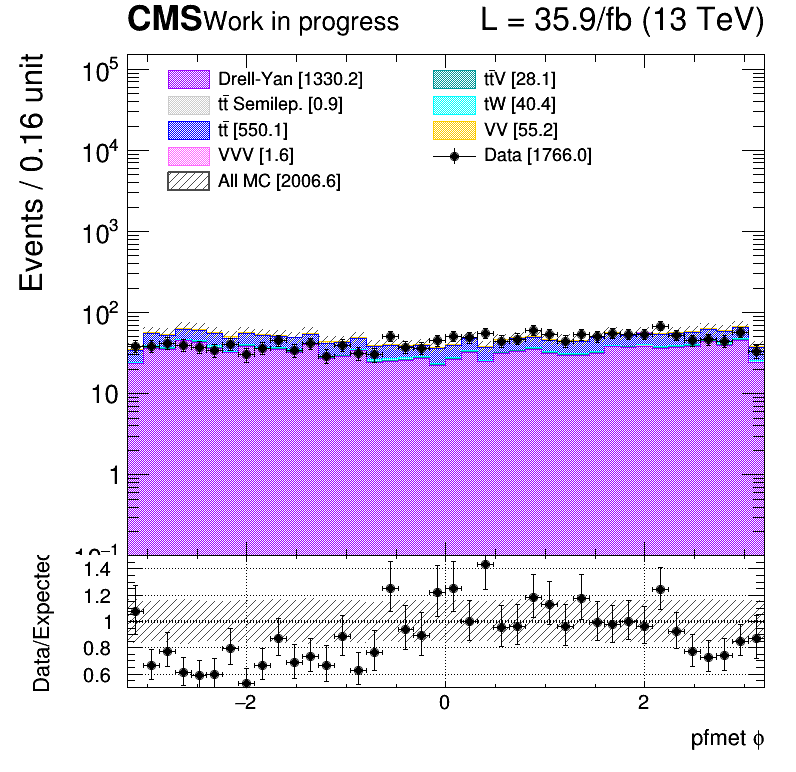 CMS Work in progress L = 35.9/fb (13 TeV)
Events / 0.16 unit
10⁵
10⁴
10³
10²
10
1
10⁻¹
Drell-Yan [1330.2]
tt̄ Semilep. [0.9]
tt̄ [550.1]
VVV [1.6]
All MC [2006.6]
tt̄V [28.1]
tW [40.4]
VV [55.2]
Data [1766.0]
Data/Expected
1.4
1.2
1
0.8
0.6
−2 0 2
pfmet ϕ